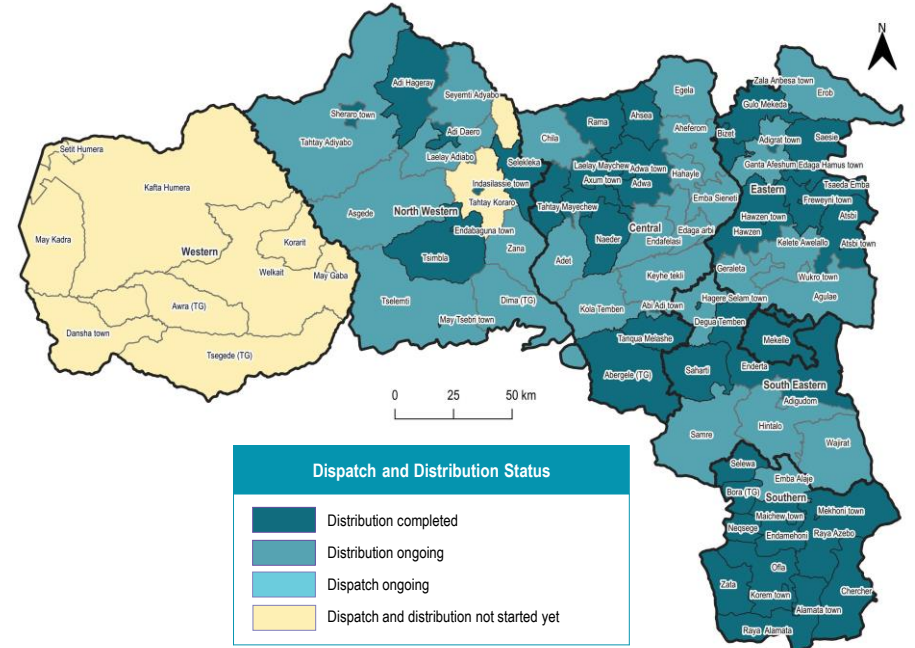 N
Zala Anbesa town
Erob
Egela
Gulo Mekeda
Adi Hageray
Seyemti Adyabo
Sheraro town
Rama
Ahsea
Aheferom
Bizet
Adigrat town
Saesie
Adi Daero
Chila
Tahtay Adiyabo
Laelay Adiabo
Selekleka
Laelay Maychew
Adwa town
Ganta Afeshum
Edaga Hamus town
Setit Humera
Axum town
Hahayle
Adwa
Indasilassie town
Eastern
Tsaeda Emba
Kafta Humera
Tahtay Koraro
Tahtay Mayechew
Emba Sieneti
Freweyni town
Asgede
North Western
Hawzen town
Atsbi
May Kadra
Endabaguna town
Central
Edaga arbi
Hawzen
Korarit
Naeder
Endafelasi
Kelete Awelallo
Atsbi town
Western
Zana
Tsimbla
Adet
Geraleta
Welkait
May Gaba
Keyhe tekli
Wukro town
Tselemti
Dima (TG)
Hagere Selam town
Agulae
Awra (TG)
Kola Temben
Abi Adi town
May Tsebri town
Degua Temben
Dansha town
Tanqua Melashe
Mekelle
Tsegede (TG)
Abergele (TG)
Saharti
Enderta
South Eastern
Adigudom
0 25 50 km
Samre
Hintalo
Wajirat
Selewa
Emba Alaje
Bora (TG)
Southern
Maichew town
Mekhoni town
Neqsege
Endamehoni
Raya Azebo
Ofla
Zata
Korem town
Chercher
Alamata town
Raya Alamata
Dispatch and Distribution Status
Distribution completed
Distribution ongoing
Dispatch ongoing
Dispatch and distribution not started yet